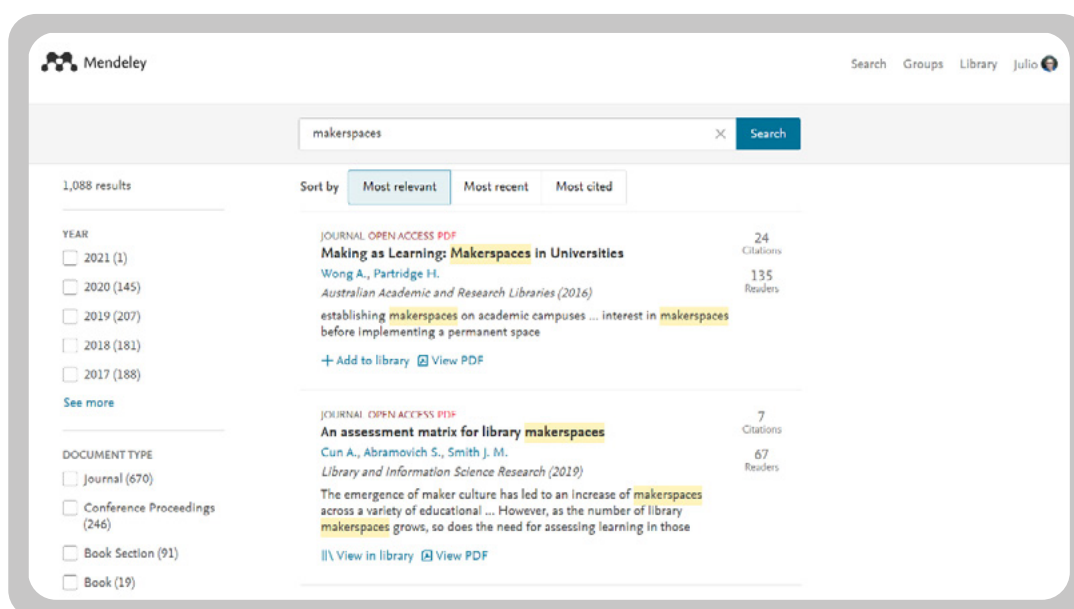 Mendeley
Search Groups Library Julio
makerspaces
Search
1,088 results
YEAR
2021 (1)
2020 (145)
2019 (207)
2018 (181)
2017 (188)
See more
DOCUMENT TYPE
Journal (670)
Conference Proceedings
(246)
Book Section (91)
Book (19)
Sort by Most relevant Most recent Most cited
JOURNAL OPEN ACCESS PDF
Making as Learning: Makerspaces in Universities
Wong A., Partridge H.
Australian Academic and Research Libraries (2016)
establishing makerspaces on academic campuses ... interest in makerspaces
before implementing a permanent space
+ Add to library View PDF
24
Citations
135
Readers
JOURNAL OPEN ACCESS PDF
An assessment matrix for library makerspaces
Cun A., Abramovich S., Smith J. M.
Library and Information Science Research (2019)
The emergence of maker culture has led to an increase of makerspaces
across a variety of educational ... However, as the number of library
makerspaces grows, so does the need for assessing learning in those
View in library View PDF
7
Citations
67
Readers